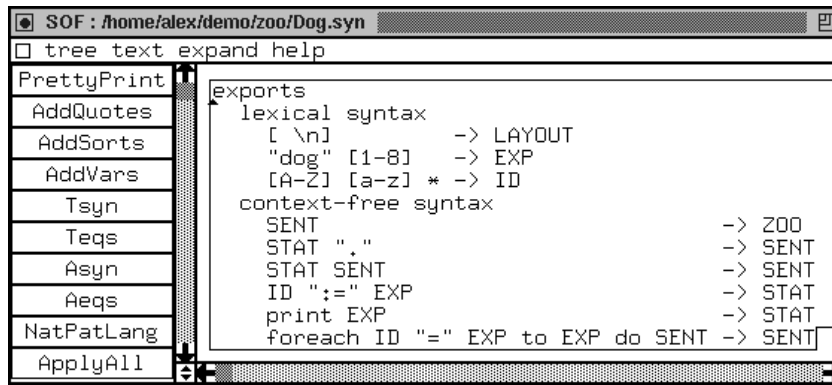 SOF : /home/alex/demo/zoo/Dog.syn
tree text expand help
PrettyPrint
AddQuotes
AddSorts
AddVars
Tsyn
Teqs
Asyn
Aeqs
NatPatLang
ApplyAll
exports
lexical syntax
[ \n] -> LAYOUT
"dog" [1-8] -> EXP
[A-Z] [a-z] * -> ID
context-free syntax
SENT -> ZOO
STAT "." -> SENT
STAT SENT -> SENT
ID ":=" EXP -> STAT
print EXP -> STAT
foreach ID "=" EXP to EXP do SENT -> SENT